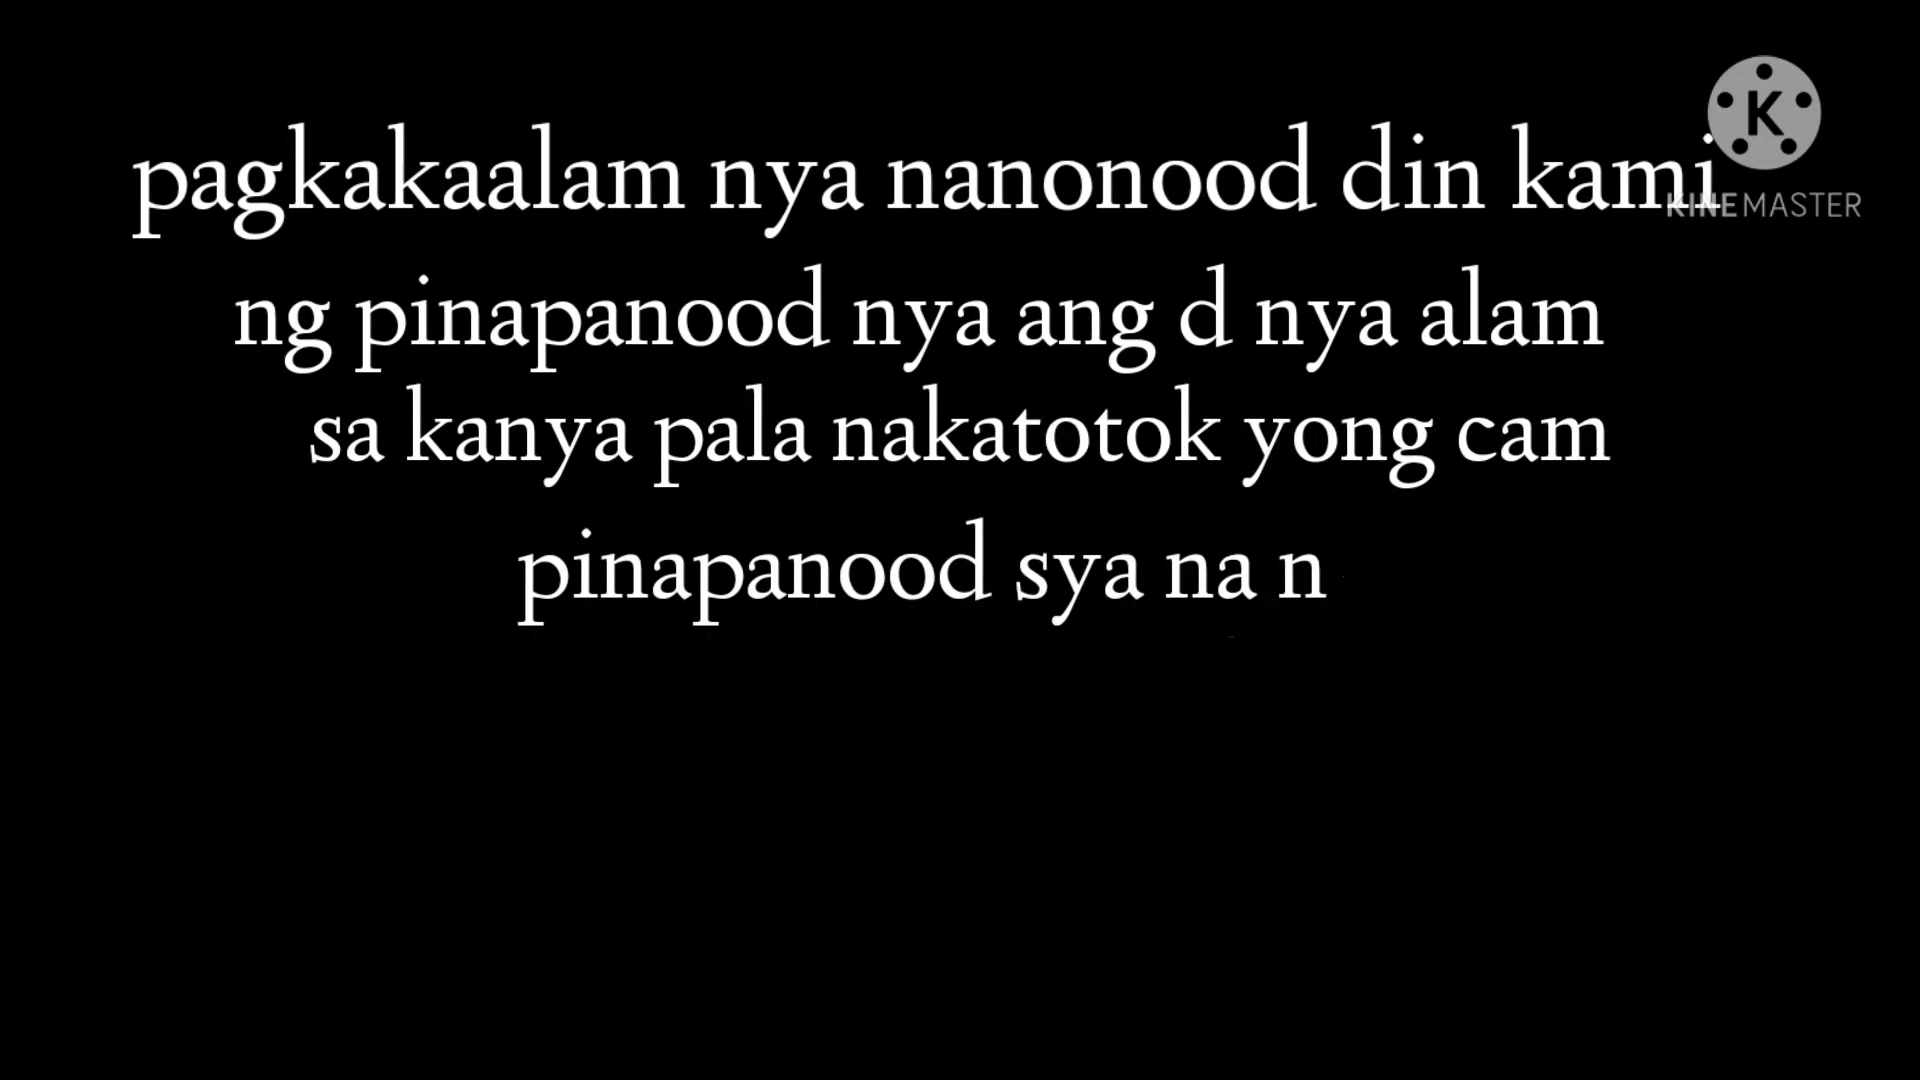 pagkakaalam nya nanonood din kami
ng pinapanood nya ang d nya alam
sa kanya pala nakatotok yong cam
pinapanood sya na n
K
KINEMASTER